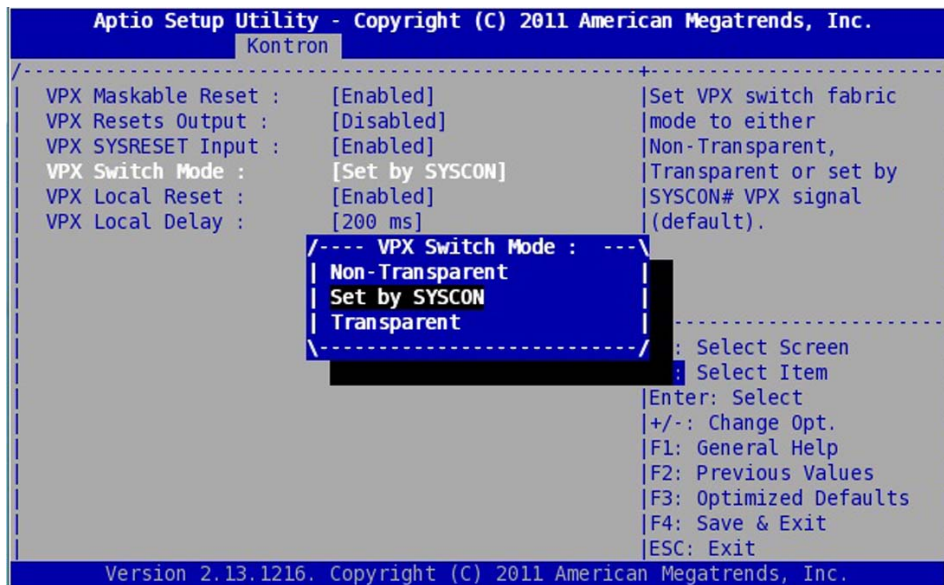 Aptio Setup Utility - Copyright (C) 2011 American Megatrends, Inc.
Kontron
VPX Maskable Reset : [Enabled]
VPX Resets Output : [Disabled]
VPX SYSRESET Input : [Enabled]
VPX Switch Mode : [Set by SYSCON]
VPX Local Reset : [Enabled]
VPX Local Delay : [200 ms]
Set VPX switch fabric
mode to either
Non-Transparent,
Transparent or set by
SYSCON# VPX signal
(default).
VPX Switch Mode :
Non-Transparent
Set by SYSCON
Transparent
: Select Screen
: Select Item
Enter: Select
+/-: Change Opt.
F1: General Help
F2: Previous Values
F3: Optimized Defaults
F4: Save & Exit
ESC: Exit
Version 2.13.1216. Copyright (C) 2011 American Megatrends, Inc.